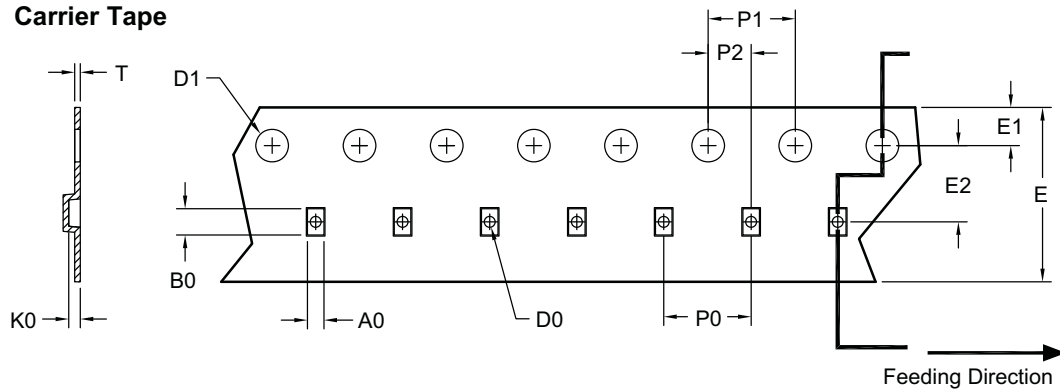 Carrier Tape
P1
P2
T
D1
E1
E2
E
B0
K0
A0
D0
P0
Feeding Direction